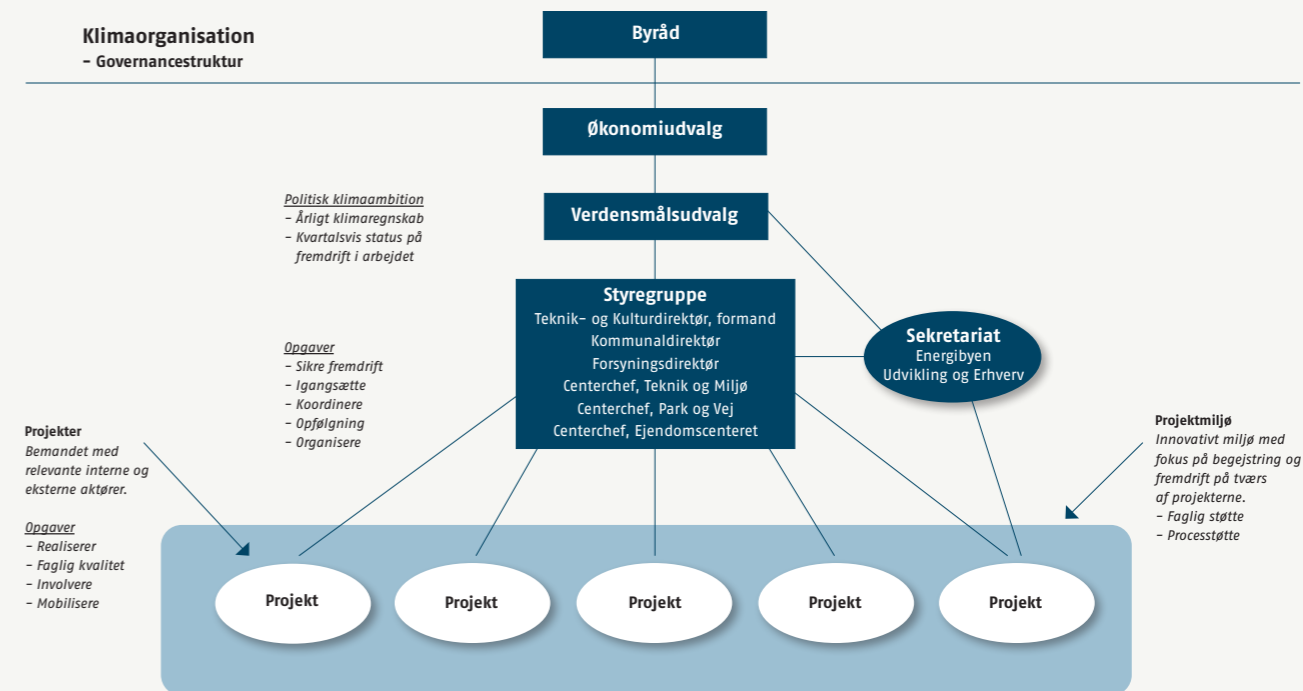 Klimaorganisation
– Governancestruktur
Byråd
Økonomiudvalg
Verdensmålsudvalg
Politisk klimaambition
– Årligt klimaregnskab
– Kvartalsvis status på
fremdrift i arbejdet
Styregruppe
Teknik- og Kulturdirektør, formand
Kommunaldirektør
Forsyningsdirektør
Centerchef, Teknik og Miljø
Centerchef, Park og Vej
Centerchef, Ejendomscenteret
Sekretariat
Energibyen
Udvikling og Erhverv
Opgaver
– Sikre fremdrift
– Igangsætte
– Koordinere
– Opfølgning
– Organisere
Projekter
Bemandet med
relevante interne og
eksterne aktører.
Opgaver
– Realiserer
– Faglig kvalitet
– Involvere
– Mobilisere
Projektmiljø
Innovativt miljø med
fokus på begejstring og
fremdrift på tværs
af projekterne.
– Faglig støtte
– Processtøtte
Projekt
Projekt
Projekt
Projekt
Projekt